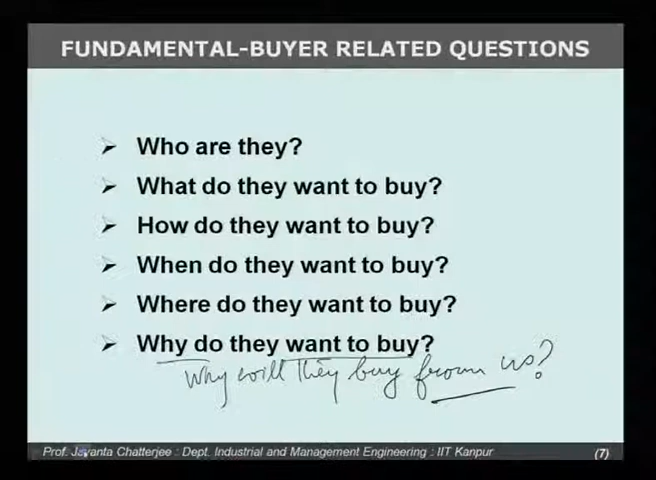 FUNDAMENTAL-BUYER RELATED QUESTIONS
➢ Who are they?
➢ What do they want to buy?
➢ How do they want to buy?
➢ When do they want to buy?
➢ Where do they want to buy?
➢ Why do they want to buy?
Why will they buy from us?
Prof. Jayanta Chatterjee : Dept. Industrial and Management Engineering : IIT Kanpur (7)